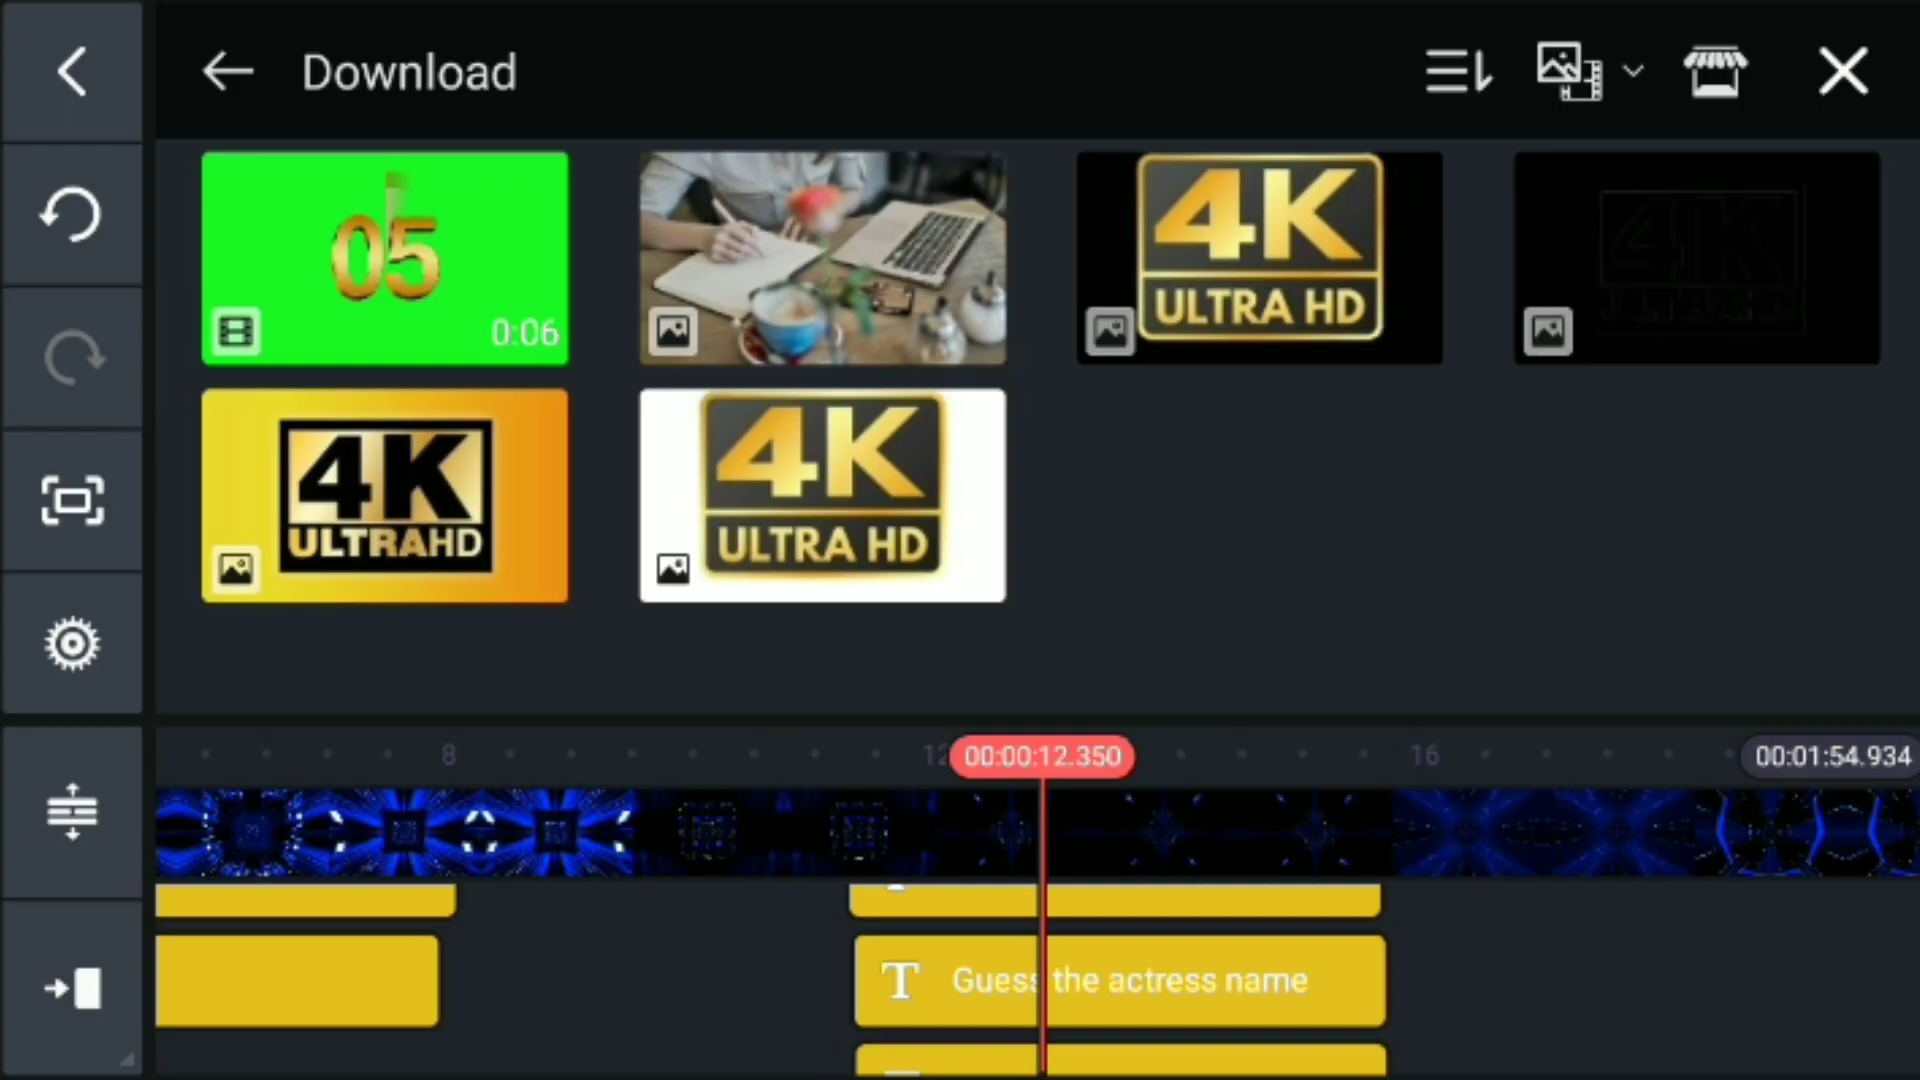 Download
05
0:06
4K
ULTRA HD
4K
ULTRA HD
4K
ULTRAHD
4K
ULTRA HD
8
12
00:00:12.350
16
00:01:54.934
T Guess the actress name